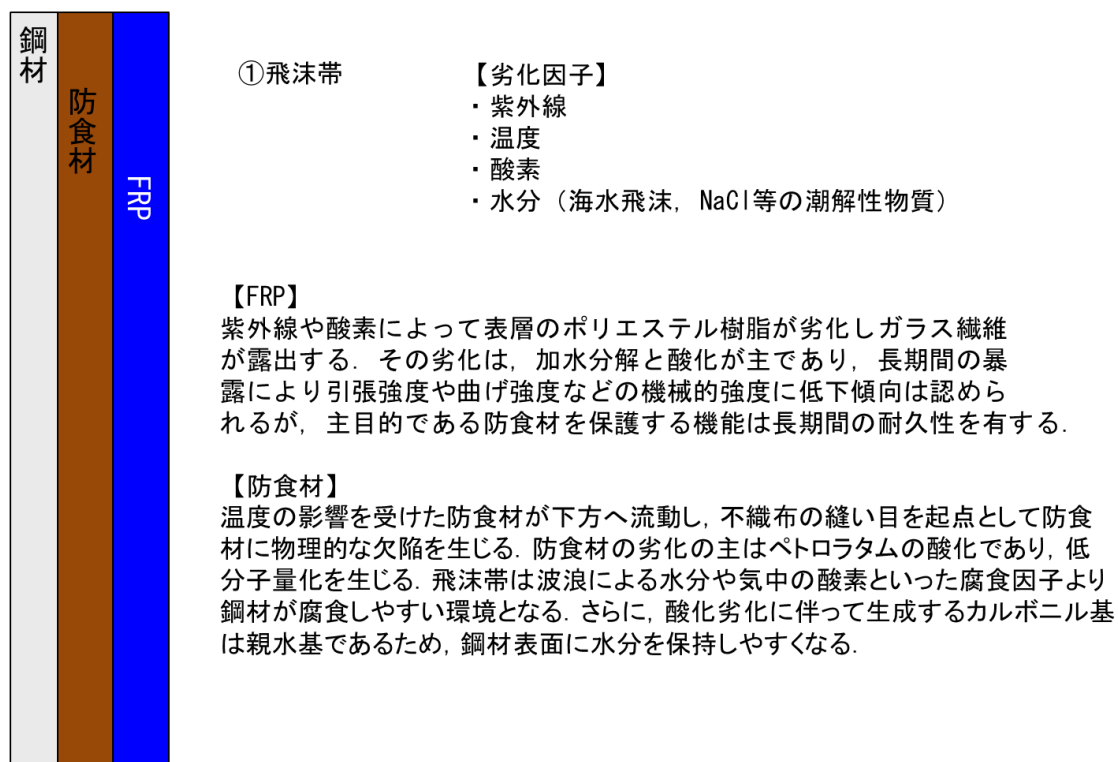 鋼材
防食材
FRP
①飛沫帯
【劣化因子】
・紫外線
・温度
・酸素
・水分（海水飛沫，NaCl等の潮解性物質）
【FRP】
紫外線や酸素によって表層のポリエステル樹脂が劣化しガラス繊維
が露出する．その劣化は，加水分解と酸化が主であり，長期間の暴
露により引張強度や曲げ強度などの機械的強度に低下傾向は認めら
れるが，主目的である防食材を保護する機能は長期間の耐久性を有する．
【防食材】
温度の影響を受けた防食材が下方へ流動し，不織布の縫い目を起点として防食
材に物理的な欠陥を生じる．防食材の劣化の主はペトロラタムの酸化であり，低
分子量化を生じる．飛沫帯は波浪による水分や気中の酸素といった腐食因子より
鋼材が腐食しやすい環境となる．さらに，酸化劣化に伴って生成するカルボニル基
は親水基であるため，鋼材表面に水分を保持しやすくなる．